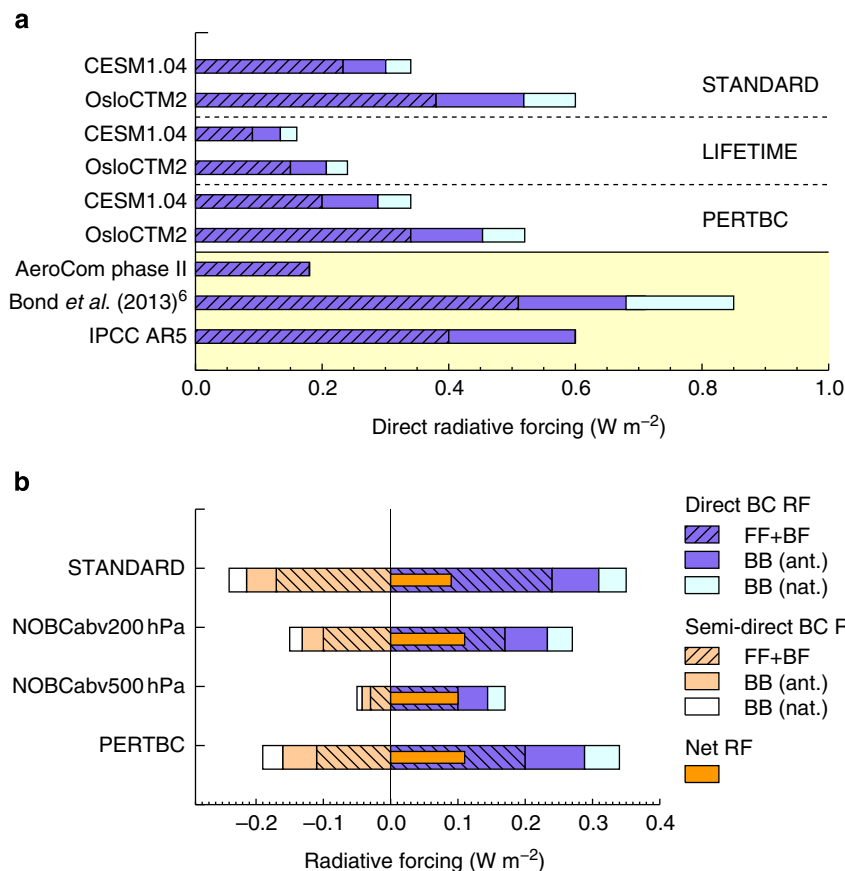 a
CESM1.04
OsloCTM2
STANDARD
CESM1.04
OsloCTM2
LIFETIME
CESM1.04
OsloCTM2
PERTBC
AeroCom phase II
Bond et al. (2013)⁶
IPCC AR5
0.0 0.2 0.4 0.6 0.8 1.0
Direct radiative forcing (W m⁻²)
b
STANDARD
NOBCabv200 hPa
NOBCabv500 hPa
PERTBC
−0.2 −0.1 0.0 0.1 0.2 0.3 0.4
Radiative forcing (W m⁻²)
Direct BC RF
FF+BF
BB (ant.)
BB (nat.)
Semi-direct BC R
FF+BF
BB (ant.)
BB (nat.)
Net RF